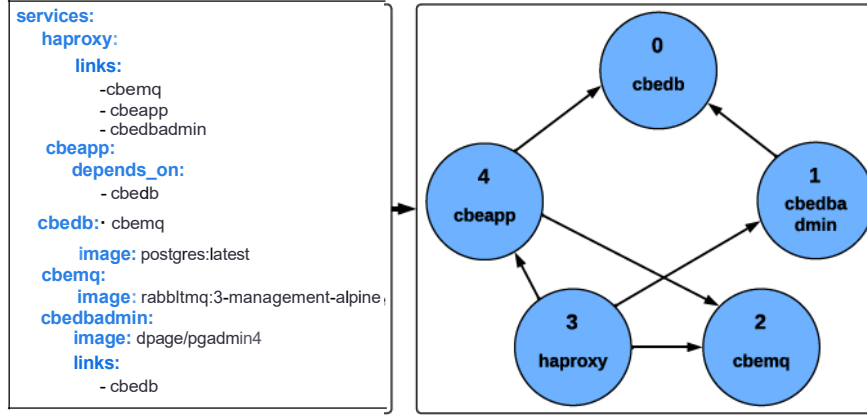 services:
haproxy:
links:
-cbemq
- cbeapp
- cbedbadmin
cbeapp:
depends_on:
- cbedb
cbedb:· cbemq
image: postgres:latest
cbemq:
image: rabbltmq:3-management-alpine
cbedbadmin:
image: dpage/pgadmin4
links:
- cbedb
0
cbedb
4
cbeapp
1
cbedba
dmin
3
haproxy
2
cbemq